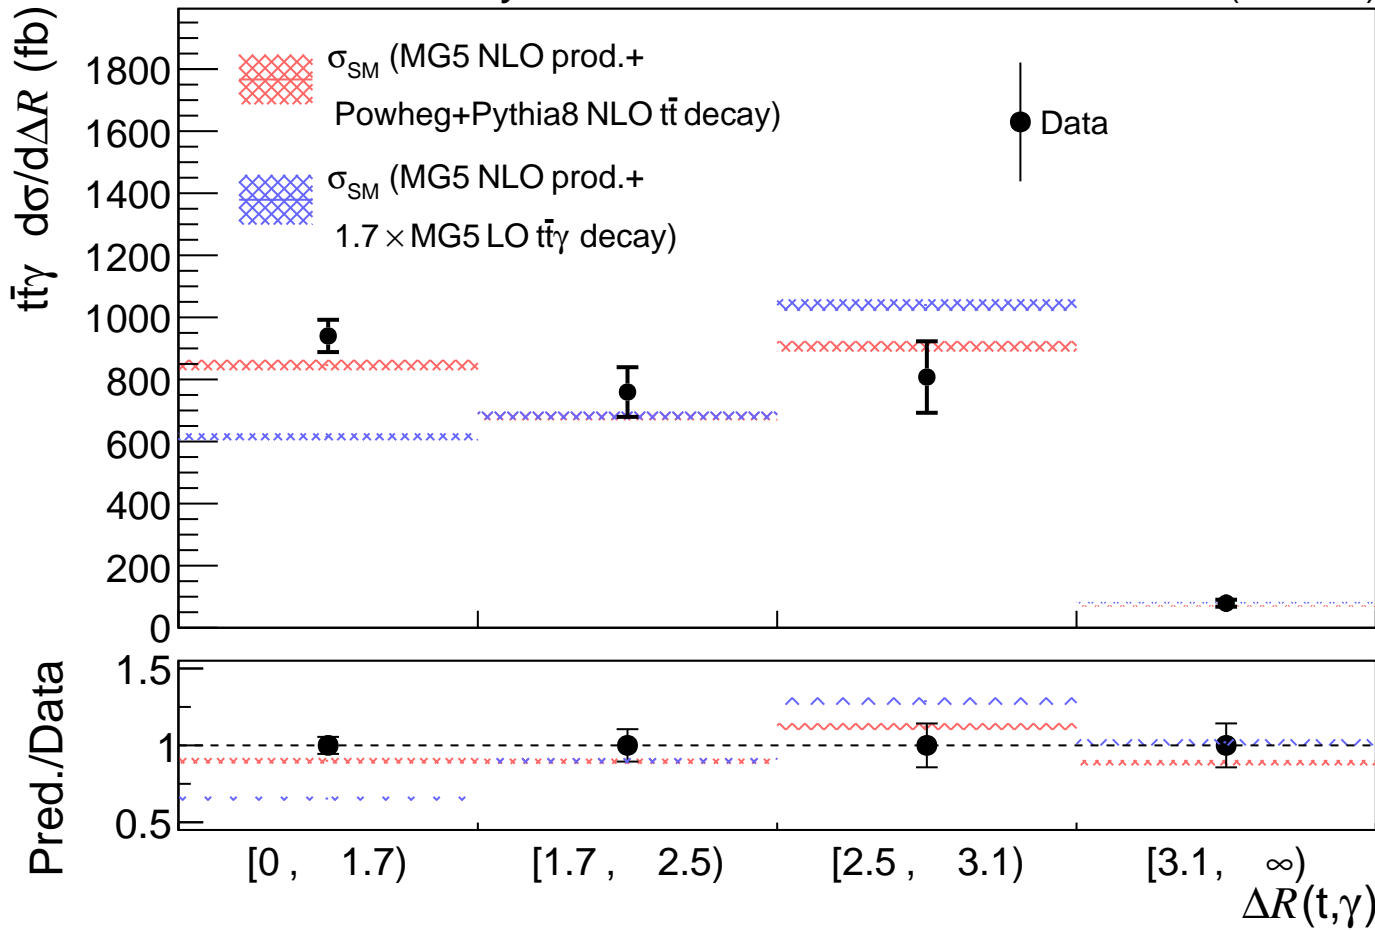 tt̄γ dσ/dΔR (fb)
σSM (MG5 NLO prod.+
Powheg+Pythia8 NLO tt̄ decay)
σSM (MG5 NLO prod.+
1.7 × MG5 LO tt̄γ decay)
Data
1800
1600
1400
1200
1000
800
600
400
200
0
Pred./Data
1.5
1
0.5
[0 , 1.7) [1.7 , 2.5) [2.5 , 3.1) [3.1, ∞)
ΔR(t,γ)